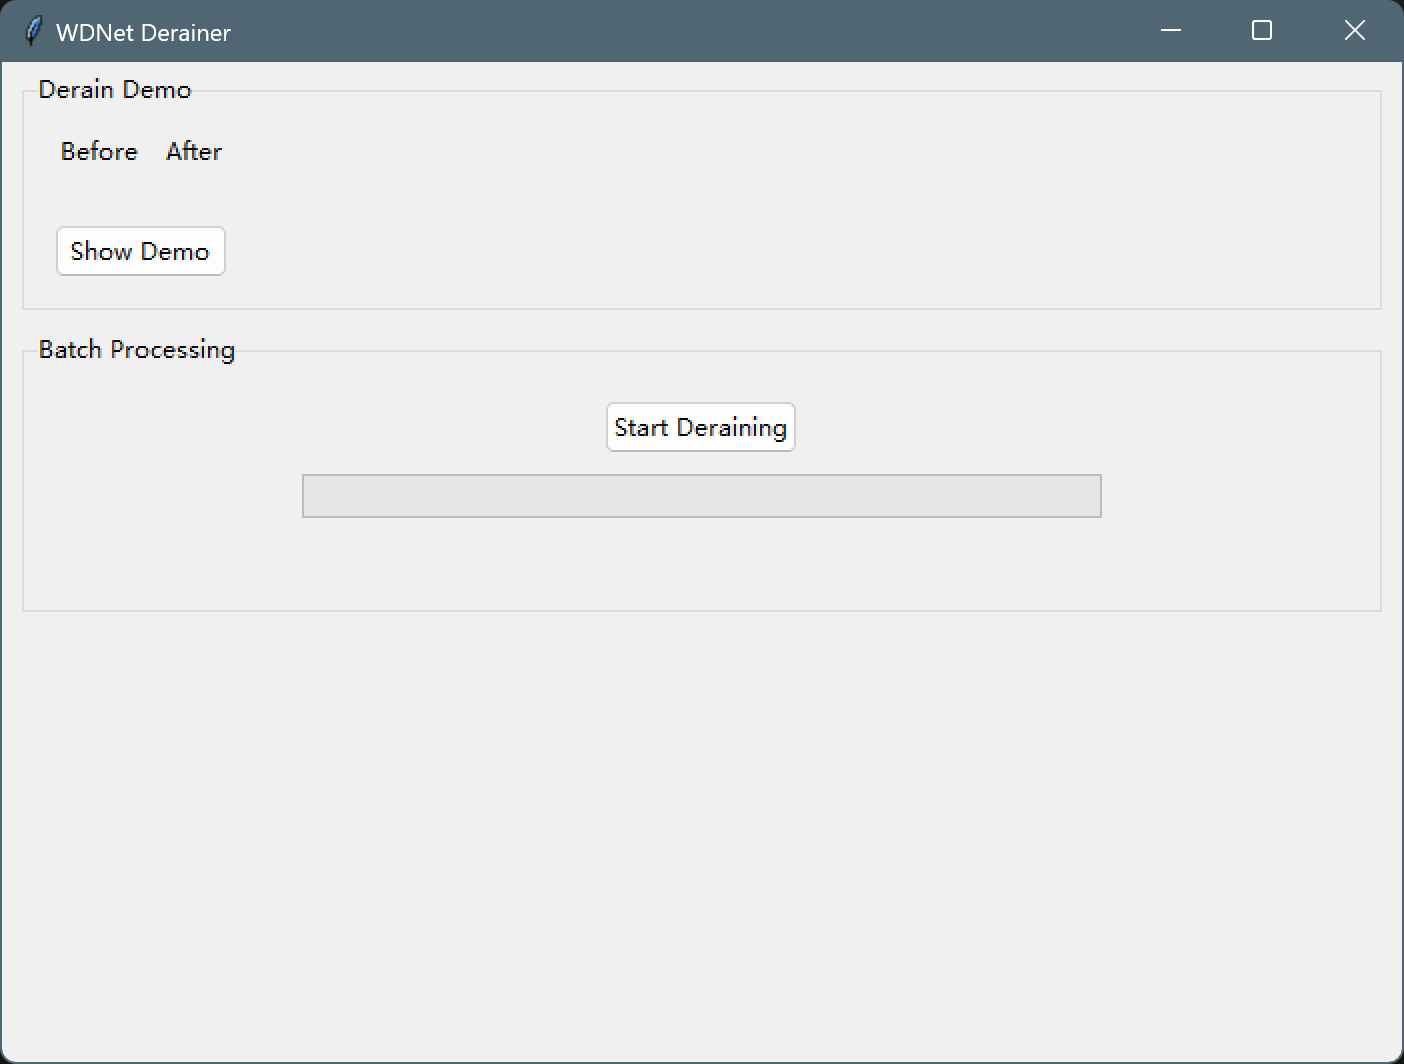 WDNet Derainer
Derain Demo
Before After
Show Demo
Batch Processing
Start Deraining